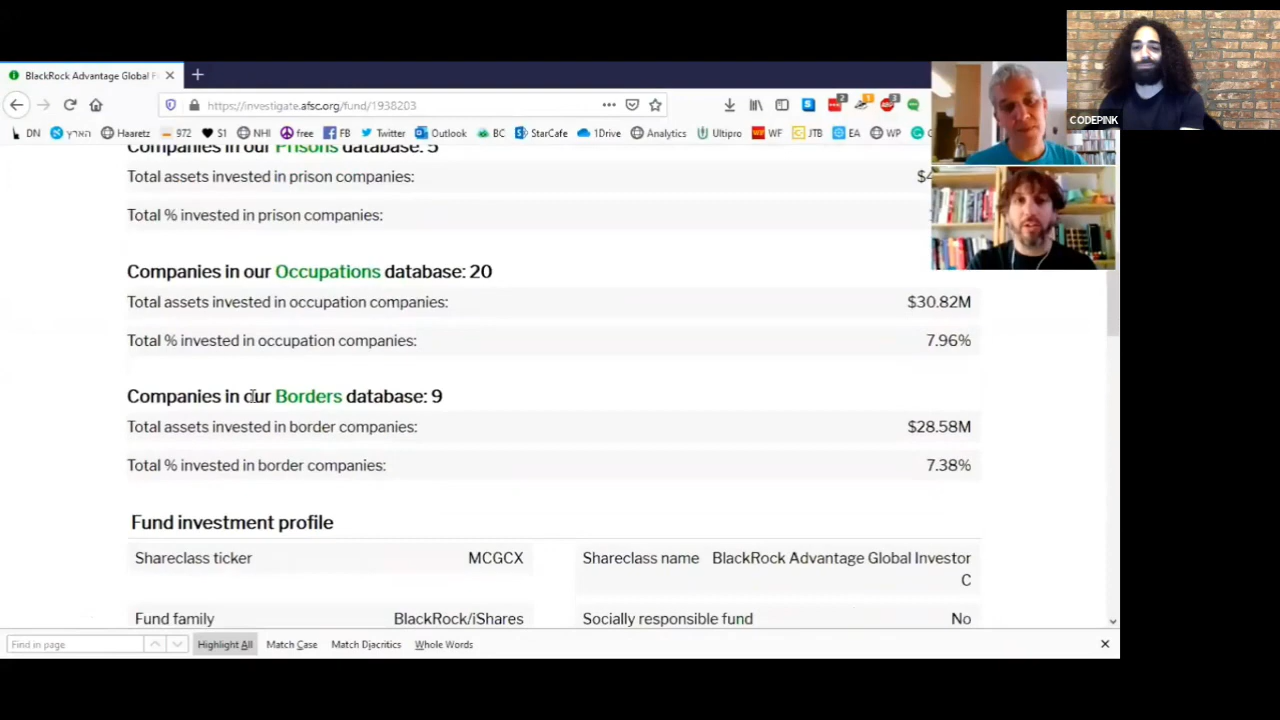 BlackRock Advantage Global F
CODEPINK
https://investigate.afsc.org/fund/1938203
2
1
3
DN הארץ Haaretz 972 S1 NHI free FB Twitter Outlook BC StarCafe 1Drive Analytics Ultipro WF JTB EA WP
Companies in our Prisons database: 5
Total assets invested in prison companies: $4
Total % invested in prison companies:
Companies in our Occupations database: 20
Total assets invested in occupation companies: $30.82M
Total % invested in occupation companies: 7.96%
Companies in our Borders database: 9
Total assets invested in border companies: $28.58M
Total % invested in border companies: 7.38%
Fund investment profile
Shareclass ticker MCGCX Shareclass name BlackRock Advantage Global Investor
C
Fund family BlackRock/iShares Socially responsible fund No
Find in page Highlight All Match Case Match Diacritics Whole Words